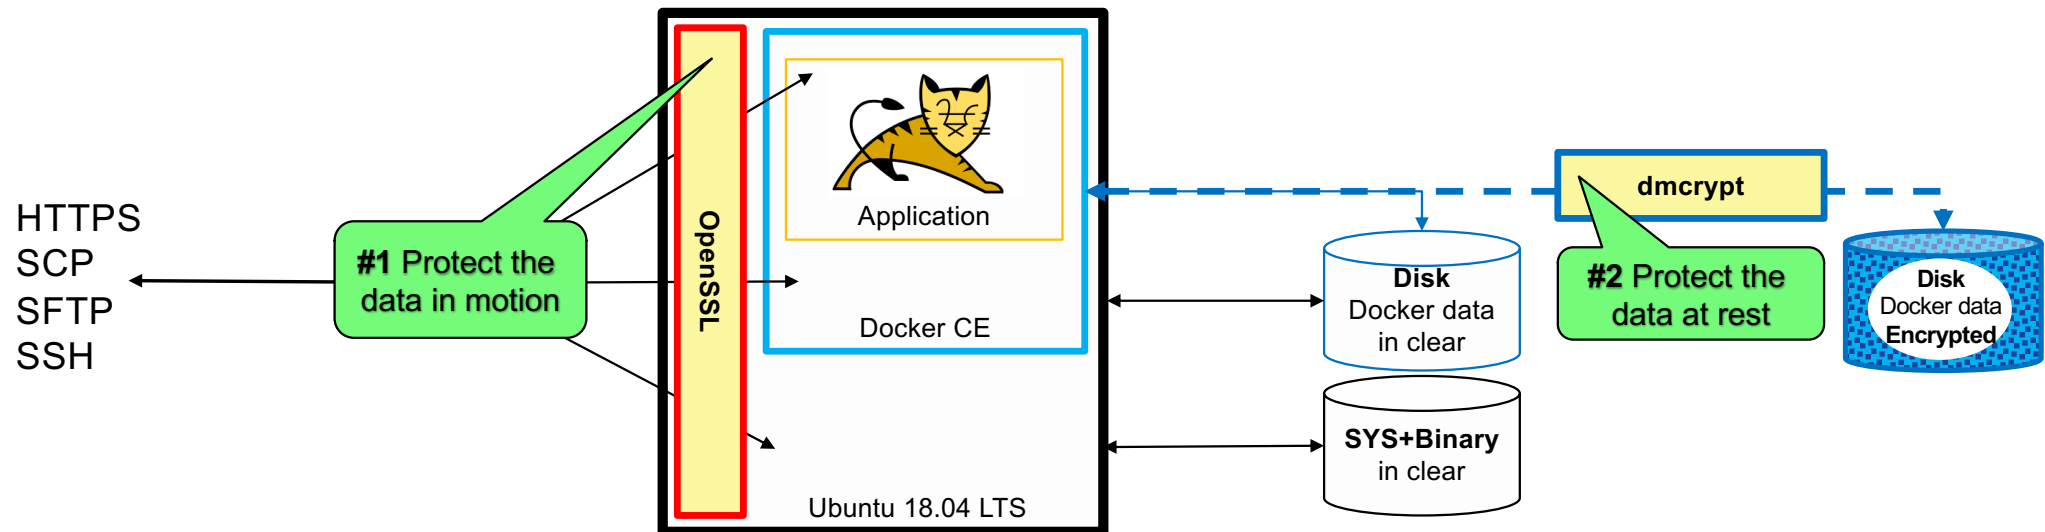 HTTPS
SCP
SFTP
SSH
#1 Protect the
data in motion
OpenSSL
Application
Docker CE
Ubuntu 18.04 LTS
Disk
Docker data
in clear
SYS+Binary
in clear
dmcrypt
#2 Protect the
data at rest
Disk
Docker data
Encrypted